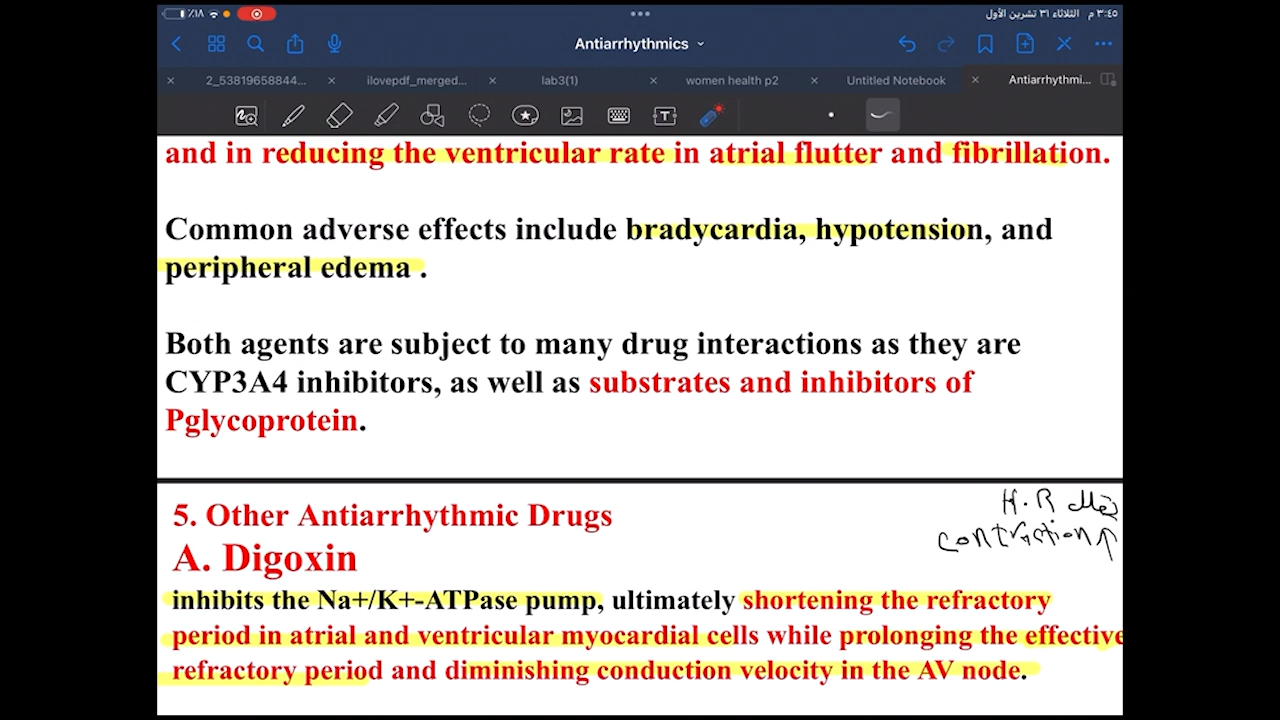 ٪١٨
٣:٤٥ م الثلاثاء ٣١ تشرين الأول
Antiarrhythmics
2_53819658844...
ilovepdf_merged...
lab3(1)
women health p2
Untitled Notebook
Antiarrhythmi...
and in reducing the ventricular rate in atrial flutter and fibrillation.
Common adverse effects include bradycardia, hypotension, and
peripheral edema .
Both agents are subject to many drug interactions as they are
CYP3A4 inhibitors, as well as substrates and inhibitors of
Pglycoprotein.
5. Other Antiarrhythmic Drugs
H.R
contraction↑
A. Digoxin
inhibits the Na+/K+-ATPase pump, ultimately shortening the refractory
period in atrial and ventricular myocardial cells while prolonging the effective
refractory period and diminishing conduction velocity in the AV node.